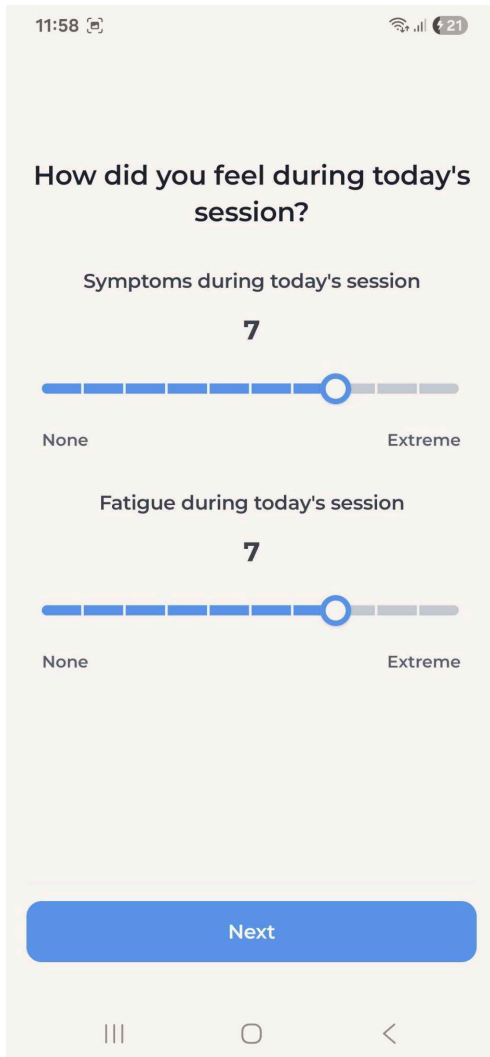 11:58
21
How did you feel during today's
session?
Symptoms during today's session
7
None
Extreme
Fatigue during today's session
7
None
Extreme
Next